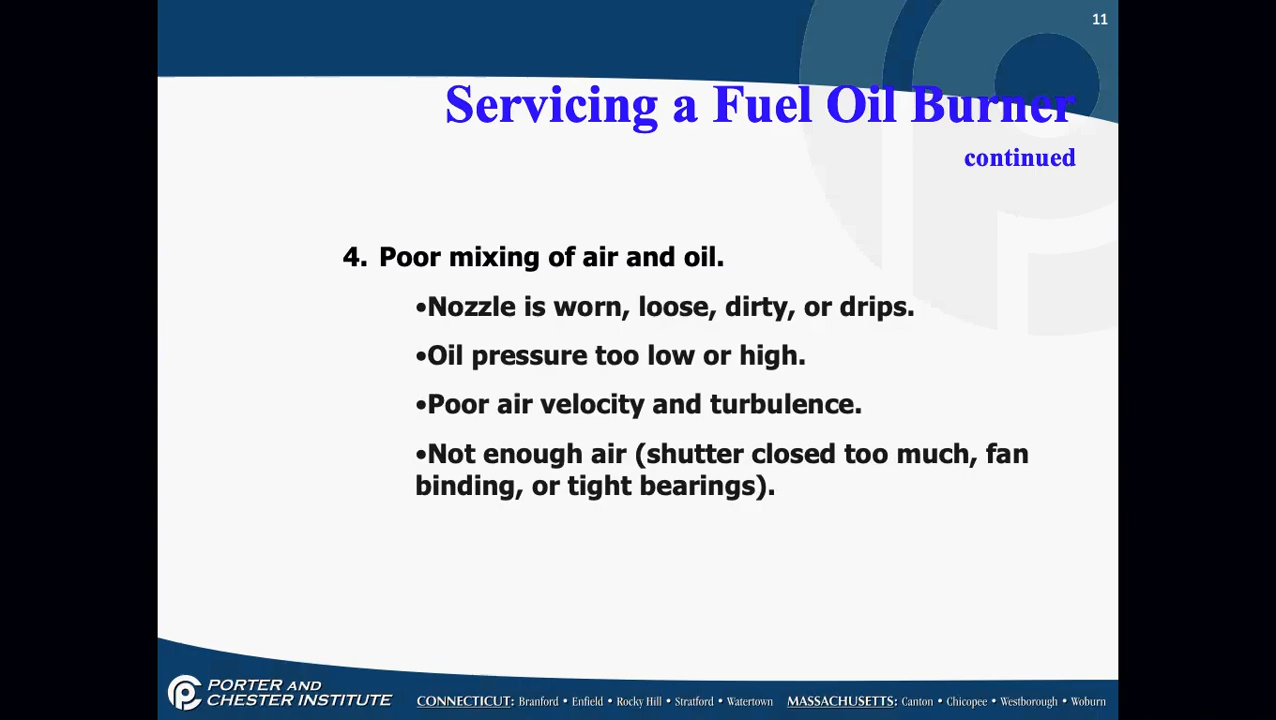 11
Servicing a Fuel Oil Burner
continued
4. Poor mixing of air and oil.
•Nozzle is worn, loose, dirty, or drips.
•Oil pressure too low or high.
•Poor air velocity and turbulence.
•Not enough air (shutter closed too much, fan
binding, or tight bearings).
PORTER AND
CHESTER INSTITUTE
CONNECTICUT: Branford • Enfield • Rocky Hill • Stratford • Watertown MASSACHUSETTS: Canton • Chicopee • Westborough • Woburn